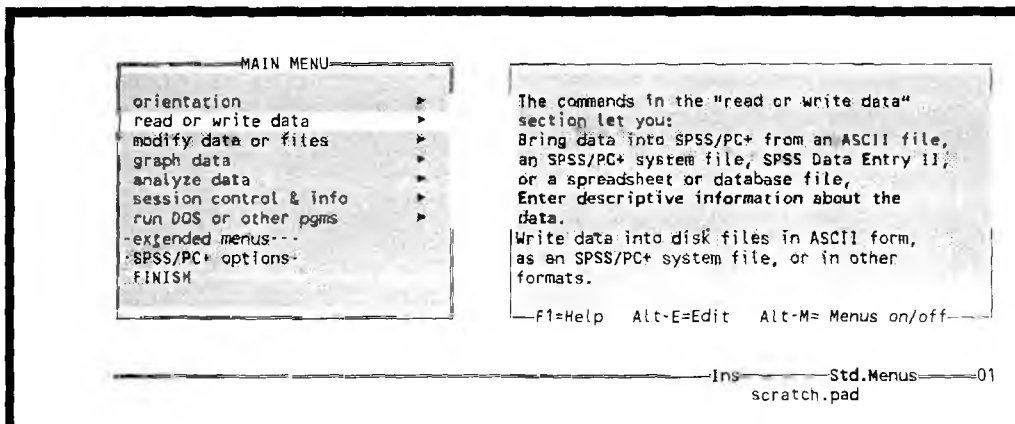 MAIN MENU
orientation
read or write data
modify data or files
graph data
analyze data
session control & info
run DOS or other pgms
-extended menus---
-SPSS/PC+ options-
FINISH
The commands in the "read or write data"
section let you:
Bring data into SPSS/PC+ from an ASCII file,
an SPSS/PC+ system file, SPSS Data Entry II,
or a spreadsheet or database file,
Enter descriptive information about the
data.
Write data into disk files in ASCII form,
as an SPSS/PC+ system file, or in other
formats.
F1=Help Alt-E=Edit Alt-M= Menus on/off
Ins Std.Menus 01
scratch.pad